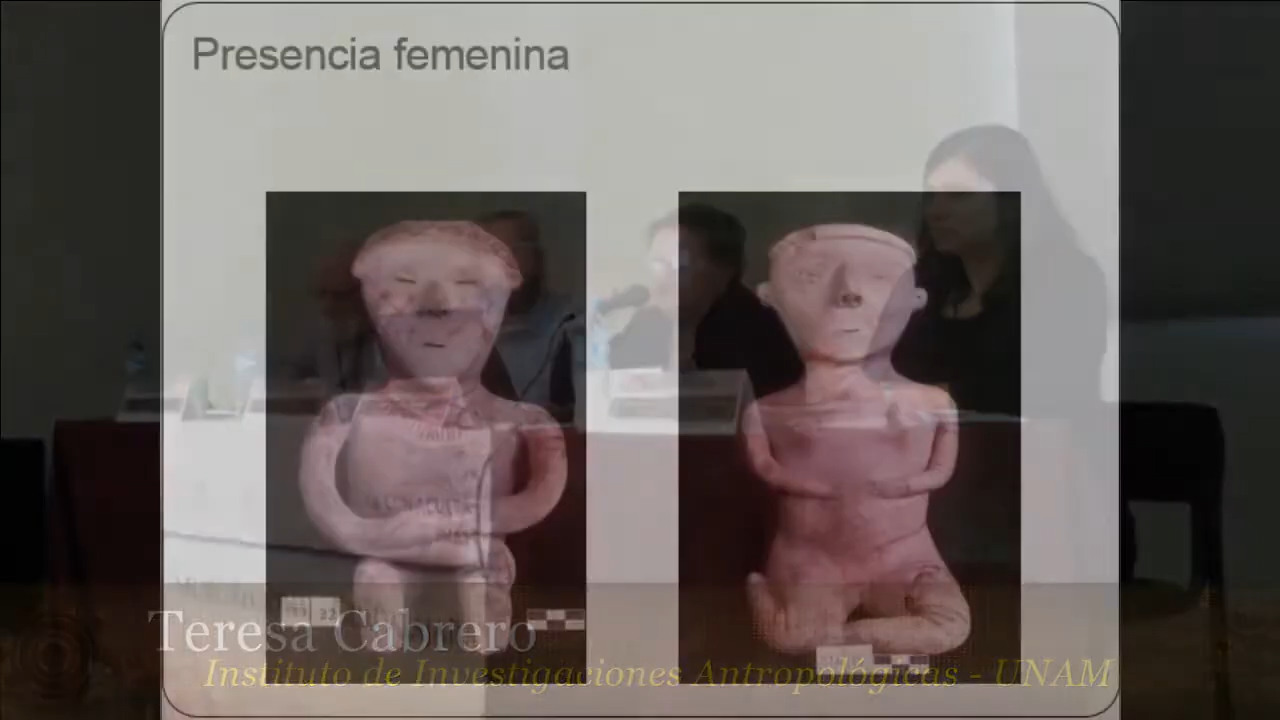 Presencia femenina
Teresa Cabrero
Instituto de Investigaciones Antropológicas - UNAM